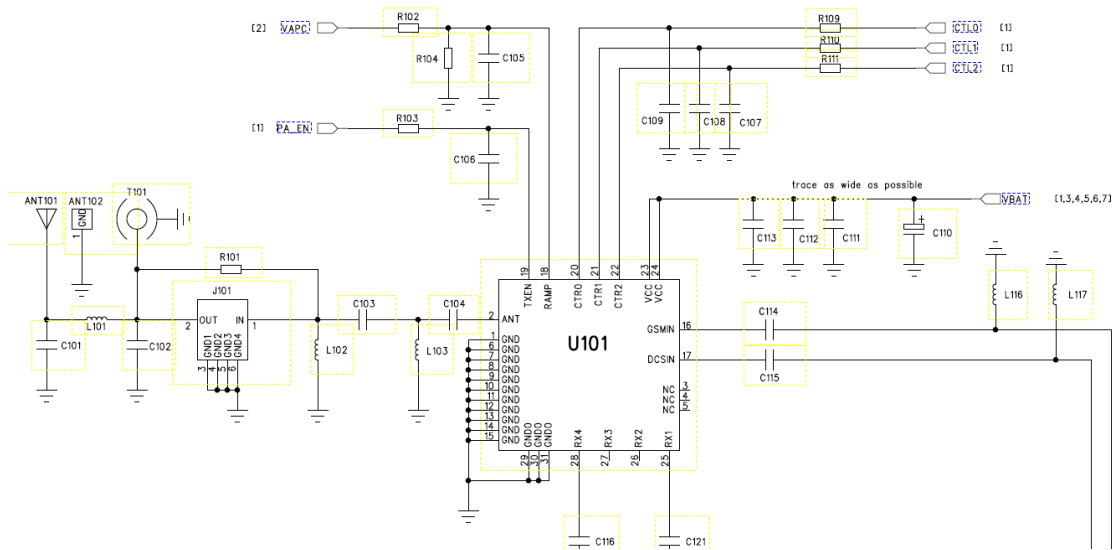 R102
R109
[2] VAPC
CTL0 [1]
R110
CTL1 [1]
R104
C105
R111
CTL2 [1]
R103
C109
C108
C107
[1] PA_EN
C106
trace as wide as possible
T101
ANT101
ANT102
VBAT [1,3,4,5,6,7]
GND
1
C113
C112
C111
+
C110
R101
19
18
20
21
22
23
24
TXEN
RAMP
CTR0
CTR1
CTR2
VCC
VCC
J101
L116
L117
C103
C104
C114
2 OUT IN 1
2 ANT
GSMIN 16
L101
GND1
GND2
GND3
GND4
3
4
5
6
U101
C101
C102
L102
L103
1 GND
6 GND
7 GND
8 GND
9 GND
10 GND
11 GND
12 GND
13 GND
14 GND
15 GND
DCSIN 17
C115
NC 3
NC 4
NC 5
GND0
GND0
GND0
RX4
RX3
RX2
RX1
29
30
31
28
27
26
25
C116
C121